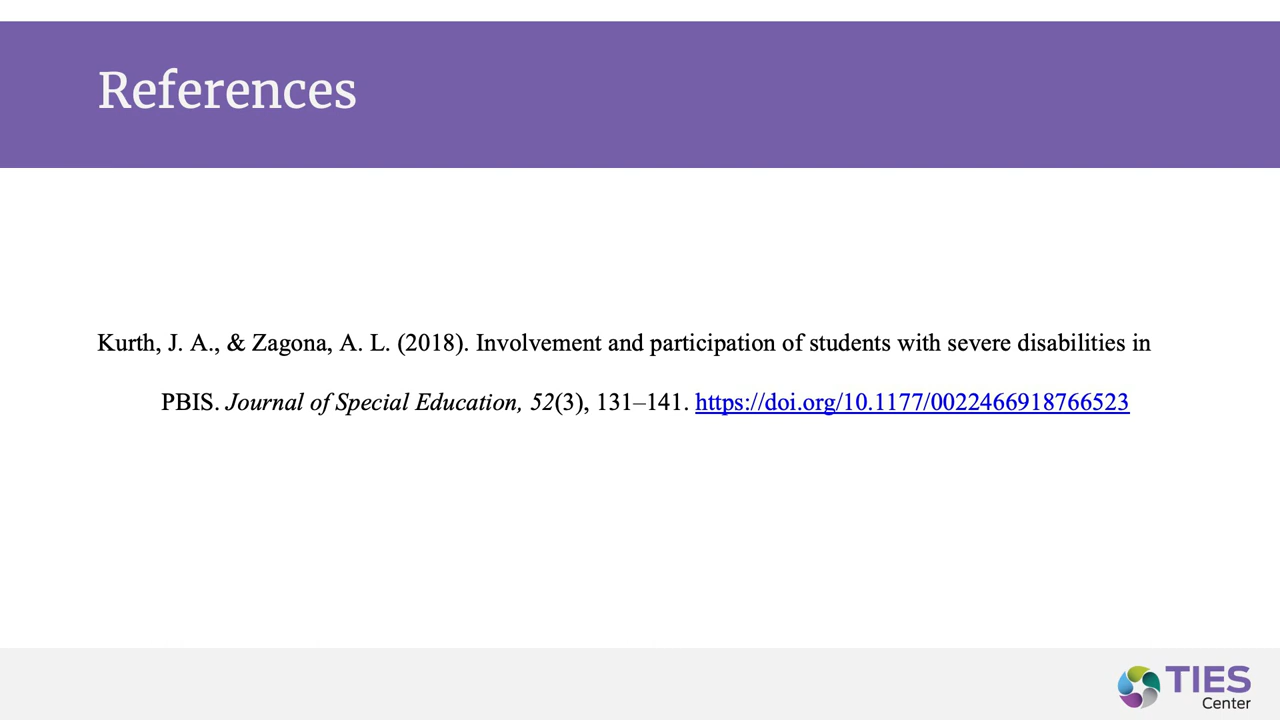 References
Kurth, J. A., & Zagona, A. L. (2018). Involvement and participation of students with severe disabilities in
PBIS. Journal of Special Education, 52(3), 131–141. https://doi.org/10.1177/0022466918766523
TIES
Center